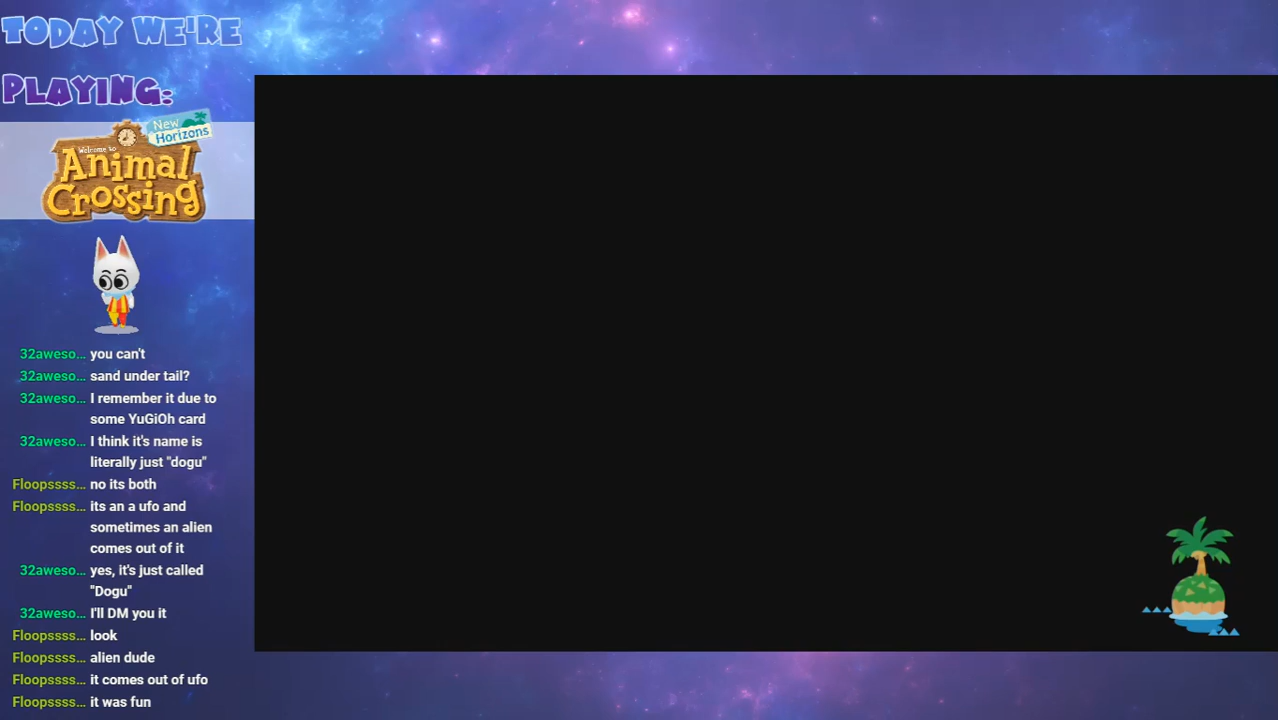 TODAY WE'RE
PLAYING:
New
Horizons
Welcome to
Animal
Crossing
32aweso... you can't
32aweso... sand under tail?
32aweso... I remember it due to
some YuGiOh card
32aweso... I think it's name is
literally just "dogu"
Floopssss... no its both
Floopssss... its an a ufo and
sometimes an alien
comes out of it
32aweso... yes, it's just called
"Dogu"
32aweso... I'll DM you it
Floopssss... look
Floopssss... alien dude
Floopssss... it comes out of ufo
Floopssss... it was fun